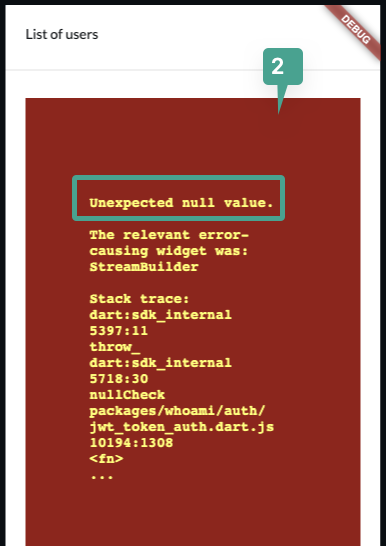 List of users
DEBUG
2
Unexpected null value.
The relevant error-
causing widget was:
StreamBuilder
Stack trace:
dart:sdk_internal
5397:11
throw_
dart:sdk_internal
5718:30
nullCheck
packages/whoami/auth/
jwt_token_auth.dart.js
10194:1308
<fn>
...